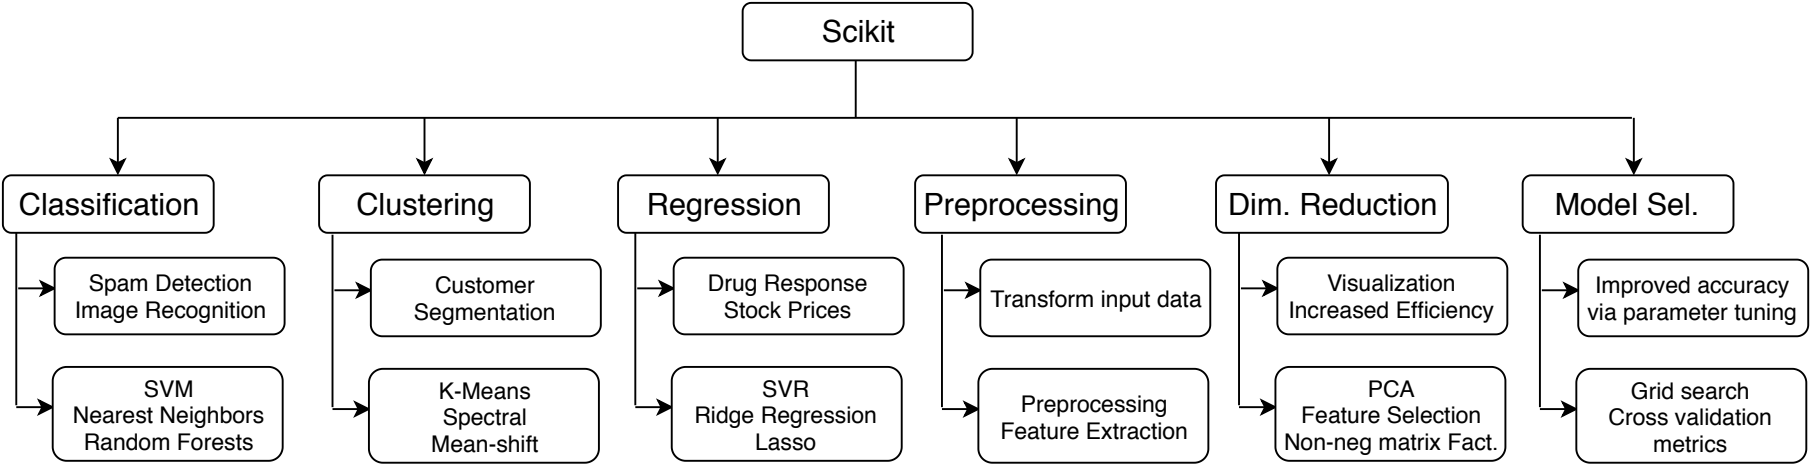 Scikit
Classification
Clustering
Regression
Preprocessing
Dim. Reduction
Model Sel.
Spam Detection
Image Recognition
Customer
Segmentation
Drug Response
Stock Prices
Transform input data
Visualization
Increased Efficiency
Improved accuracy
via parameter tuning
SVM
Nearest Neighbors
Random Forests
K-Means
Spectral
Mean-shift
SVR
Ridge Regression
Lasso
Preprocessing
Feature Extraction
PCA
Feature Selection
Non-neg matrix Fact.
Grid search
Cross validation
metrics